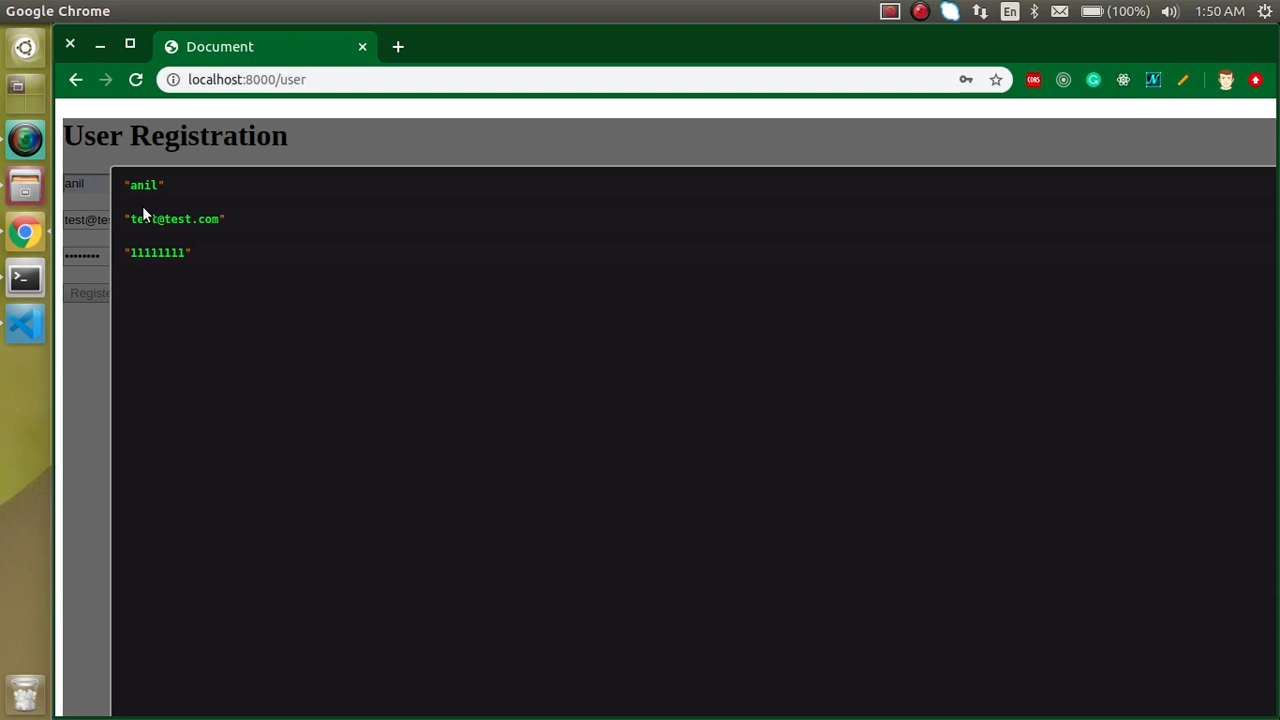 Google Chrome
En
(100%)
1:50 AM
Document
localhost:8000/user
CORS
User Registration
anil
"anil"
test@te
"test@test.com"
••••••••
"11111111"
Registe